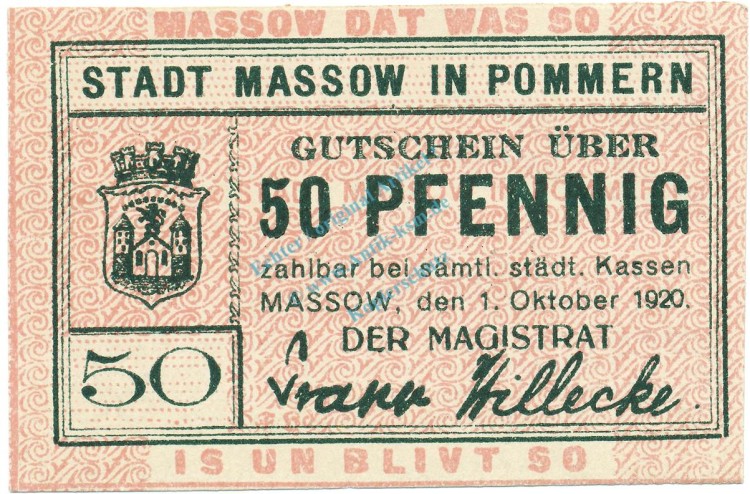 MASSOW DAT WAS SO
STADT MASSOW IN POMMERN
GUTSCHEIN ÜBER
50 PFENNIG
zahlbar bei sämtl. städt. Kassen
MASSOW, den 1. Oktober 1920.
DER MAGISTRAT
Willecke.
50
IS UN BLIVT SO